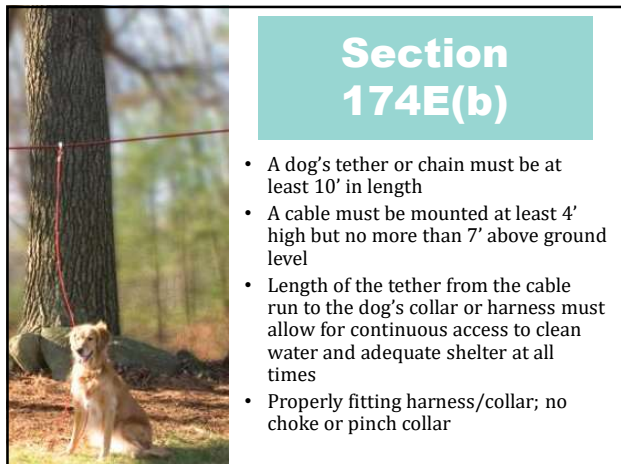 Section
174E(b)
• A dog’s tether or chain must be at
least 10’ in length
• A cable must be mounted at least 4’
high but no more than 7’ above ground
level
• Length of the tether from the cable
run to the dog’s collar or harness must
allow for continuous access to clean
water and adequate shelter at all
times
• Properly fitting harness/collar; no
choke or pinch collar